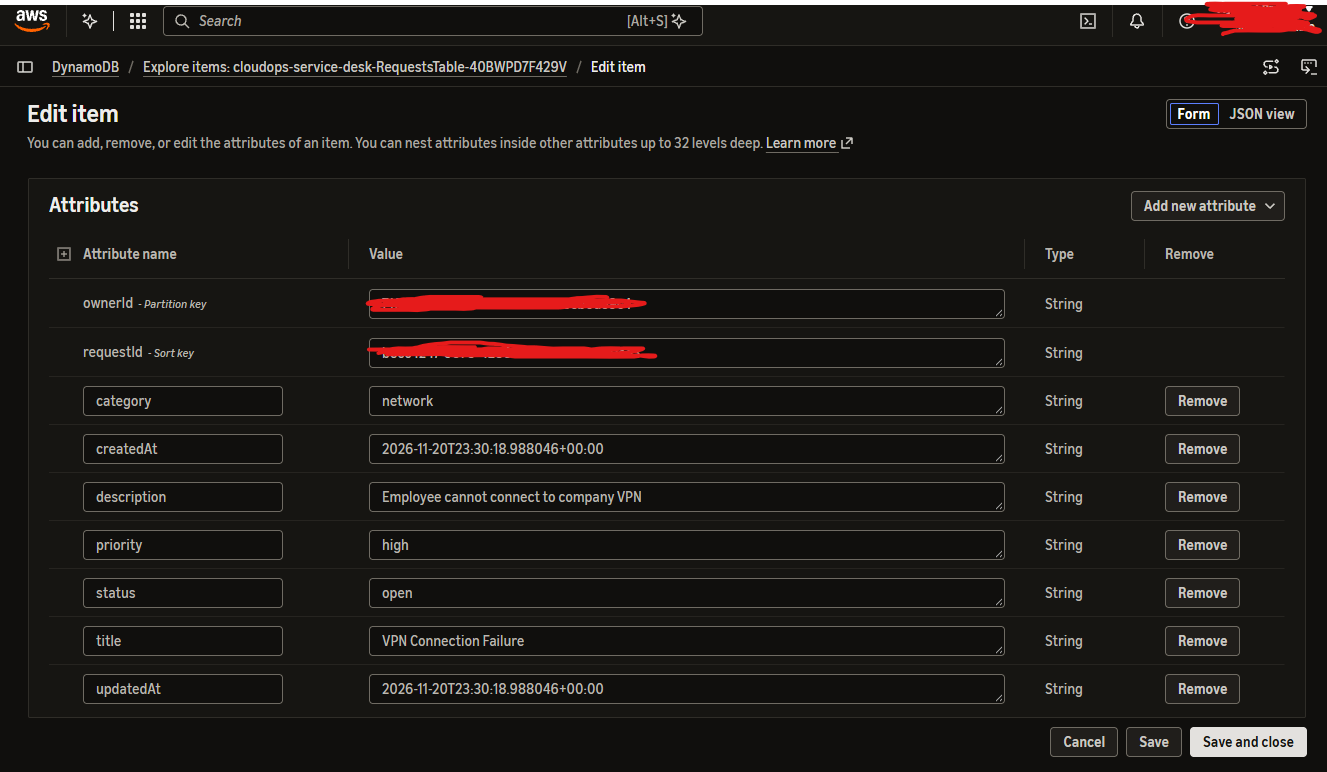 aws
Search [Alt+S]
DynamoDB / Explore items: cloudops-service-desk-RequestsTable-40BWPD7F429V / Edit item
Edit item
Form JSON view
You can add, remove, or edit the attributes of an item. You can nest attributes inside other attributes up to 32 levels deep. Learn more
Attributes
Add new attribute
Attribute name Value Type Remove
ownerId - Partition key String
requestId - Sort key String
category network String Remove
createdAt 2026-11-20T23:30:18.988046+00:00 String Remove
description Employee cannot connect to company VPN String Remove
priority high String Remove
status open String Remove
title VPN Connection Failure String Remove
updatedAt 2026-11-20T23:30:18.988046+00:00 String Remove
Cancel Save Save and close